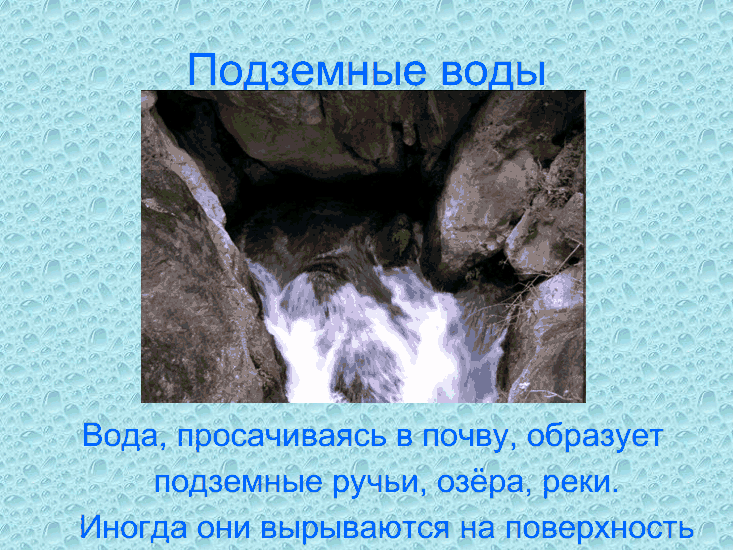 Подземные воды
Вода, просачиваясь в почву, образует
подземные ручьи, озёра, реки.
Иногда они вырываются на поверхность